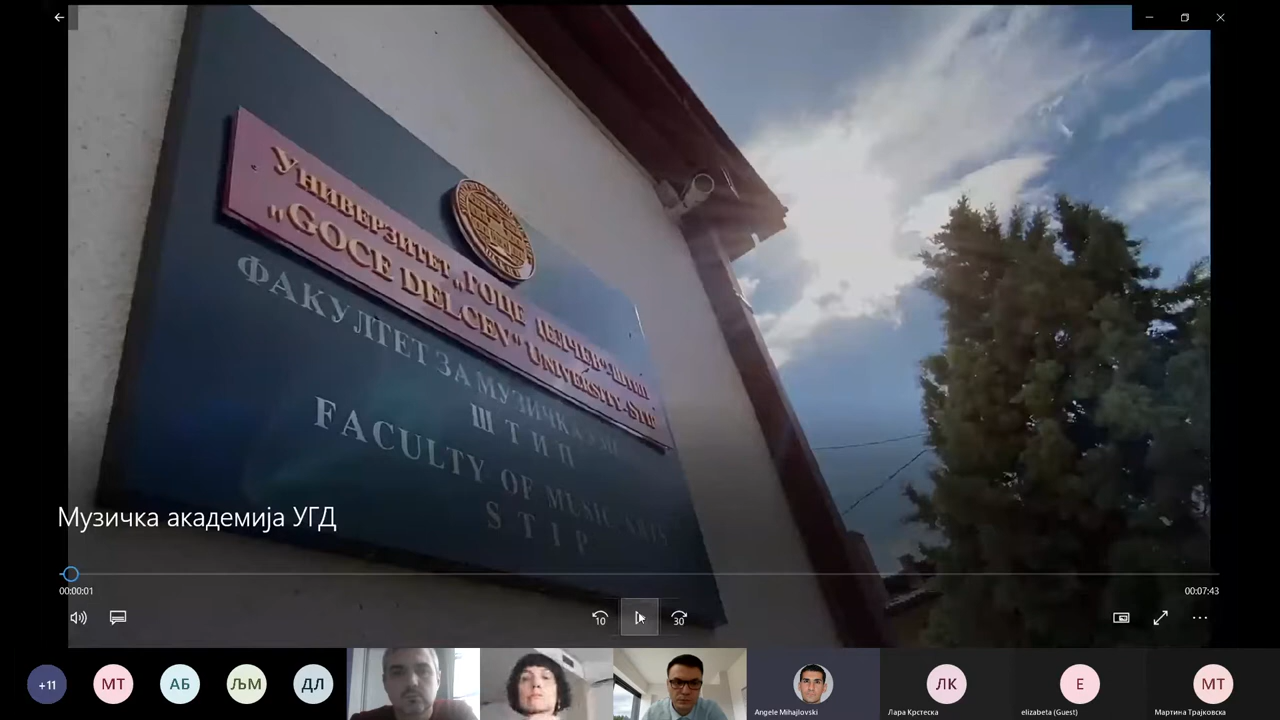 УНИВЕРЗИТЕТ „ГОЦЕ ДЕЛЧЕВ“-ШТИП
„GOCE DELCEV“ UNIVERSITY-STIP
ФАКУЛТЕТ ЗА МУЗИЧКА
ШТИП
FACULTY OF MUSIC ARTS
STIP
Музичка академија УГД
00:00:01
00:07:43
10
30
+11
МТ
АБ
ЉМ
ДЛ
Angele Mihajlovski
ЛК
Лара Крстеска
E
elizabeta (Guest)
МТ
Мартина Трајковска